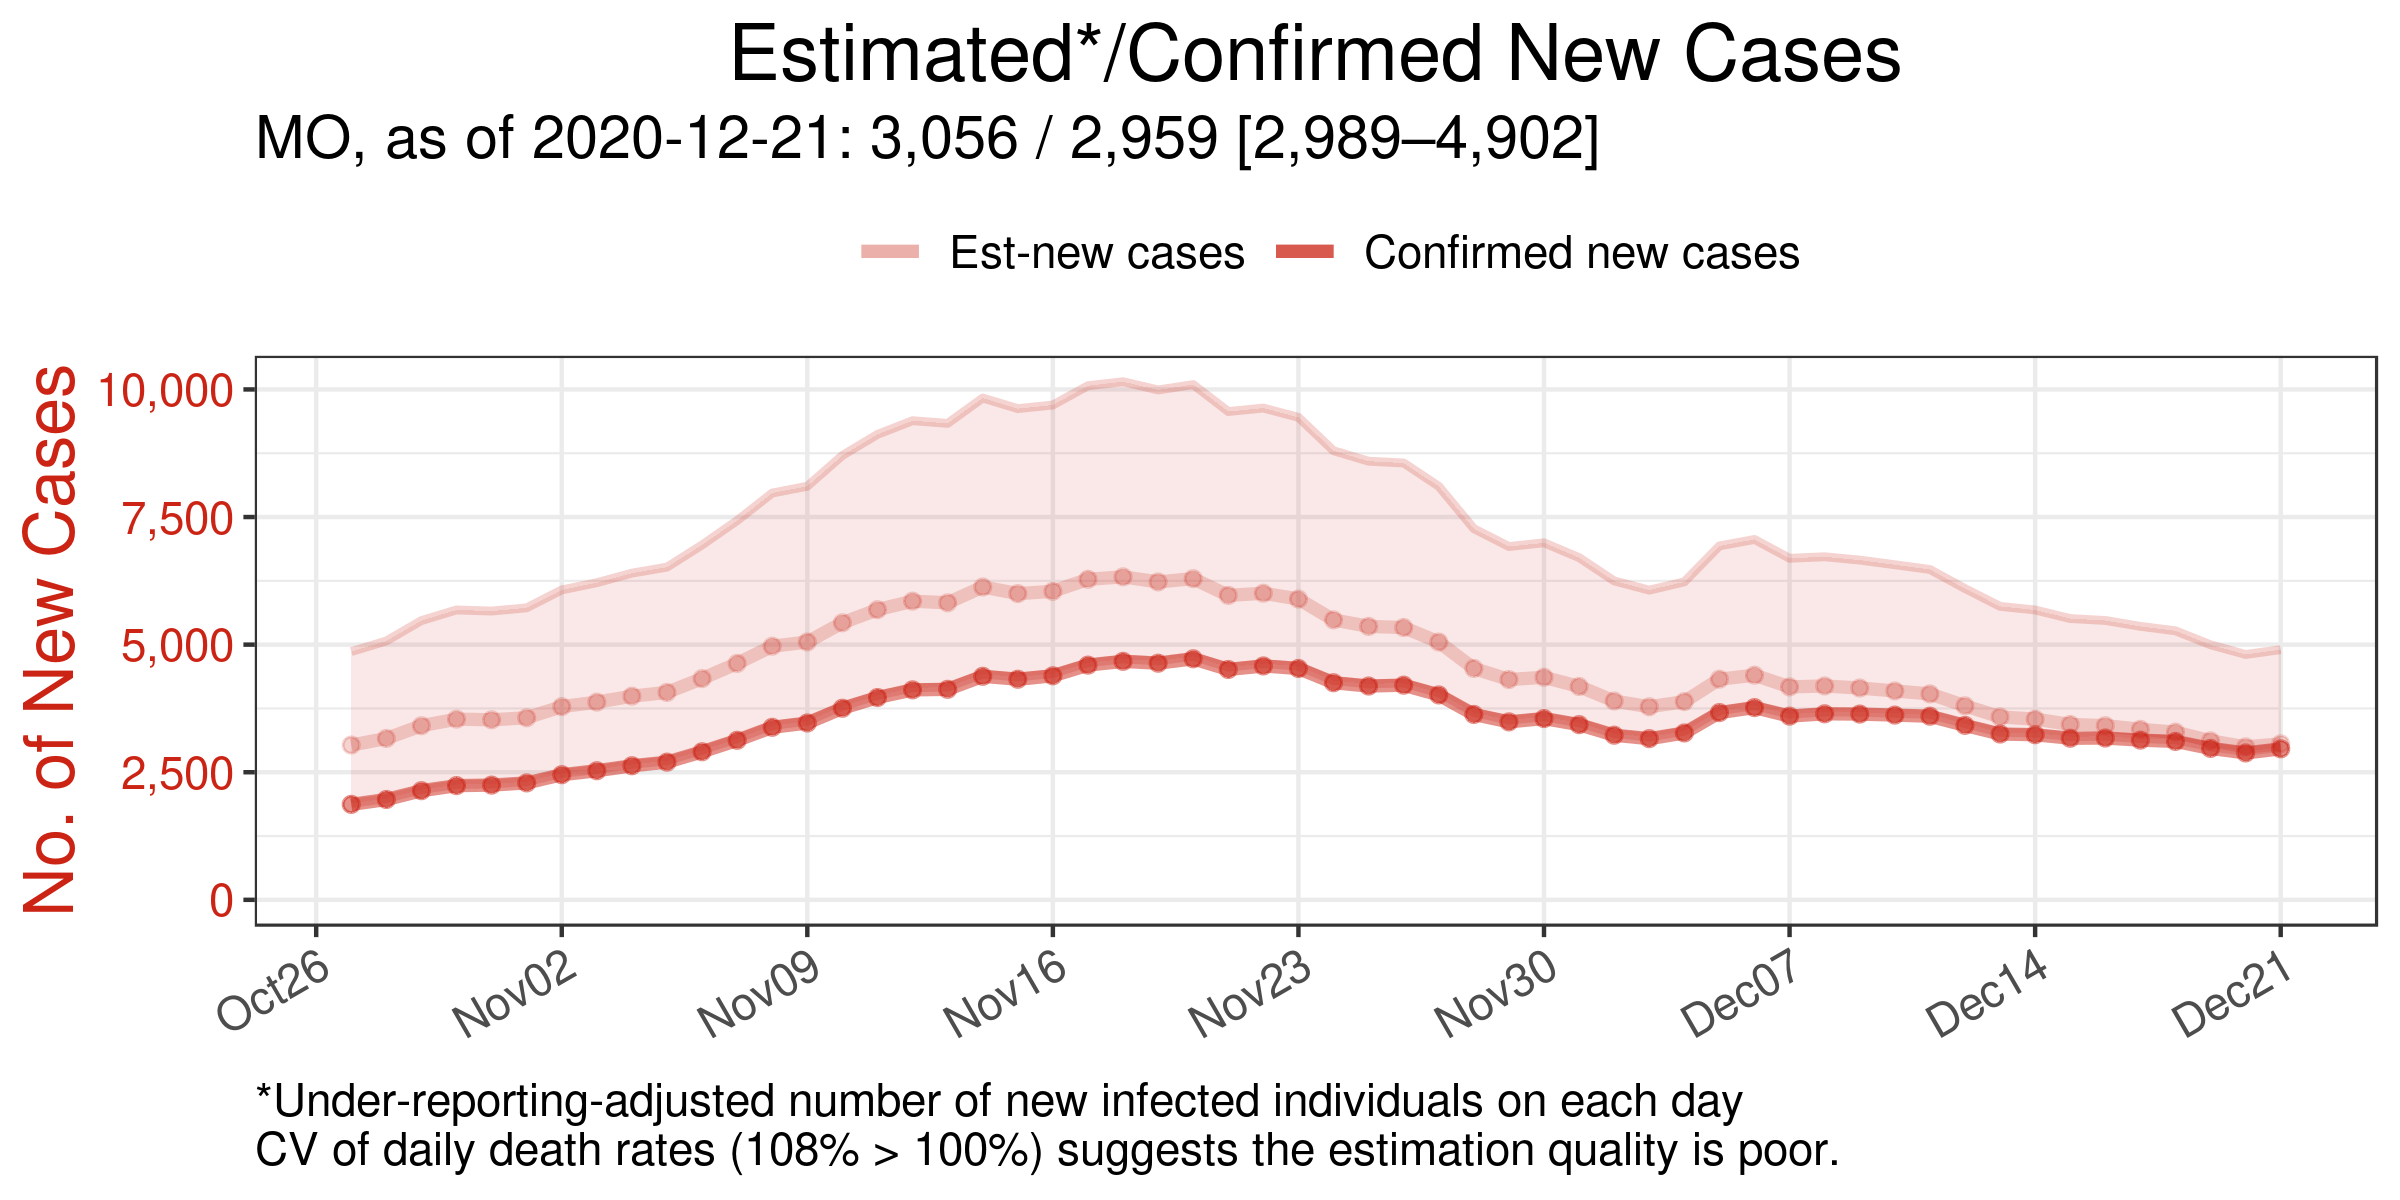 Estimated*/Confirmed New Cases
MO, as of 2020-12-21: 3,056 / 2,959 [2,989–4,902]
Est-new cases
Confirmed new cases
No. of New Cases
10,000
7,500
5,000
2,500
0
Oct26
Nov02
Nov09
Nov16
Nov23
Nov30
Dec07
Dec14
Dec21
*Under-reporting-adjusted number of new infected individuals on each day
CV of daily death rates (108% > 100%) suggests the estimation quality is poor.